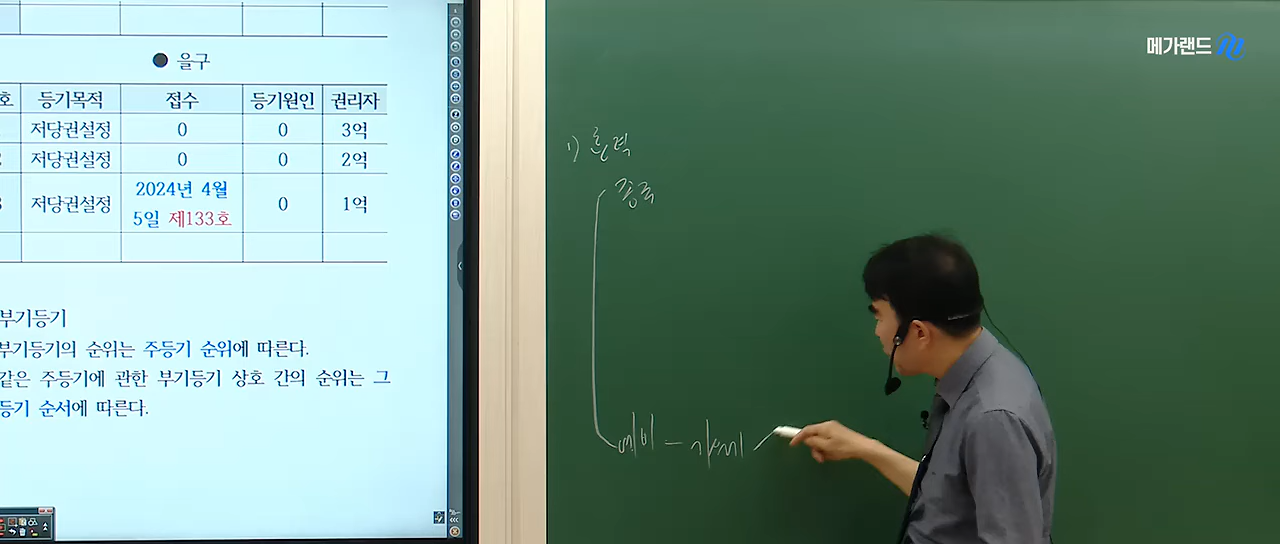 ● 을구
호 등기목적 접수 등기원인 권리자
저당권설정 0 0 3억
저당권설정 0 0 2억
저당권설정 2024년 4월 5일 제133호 0 1억
부기등기
부기등기의 순위는 주등기 순위에 따른다.
같은 주등기에 관한 부기등기 상호 간의 순위는 그
등기 순서에 따른다.
메가랜드
1) 효력
종국
예비 –